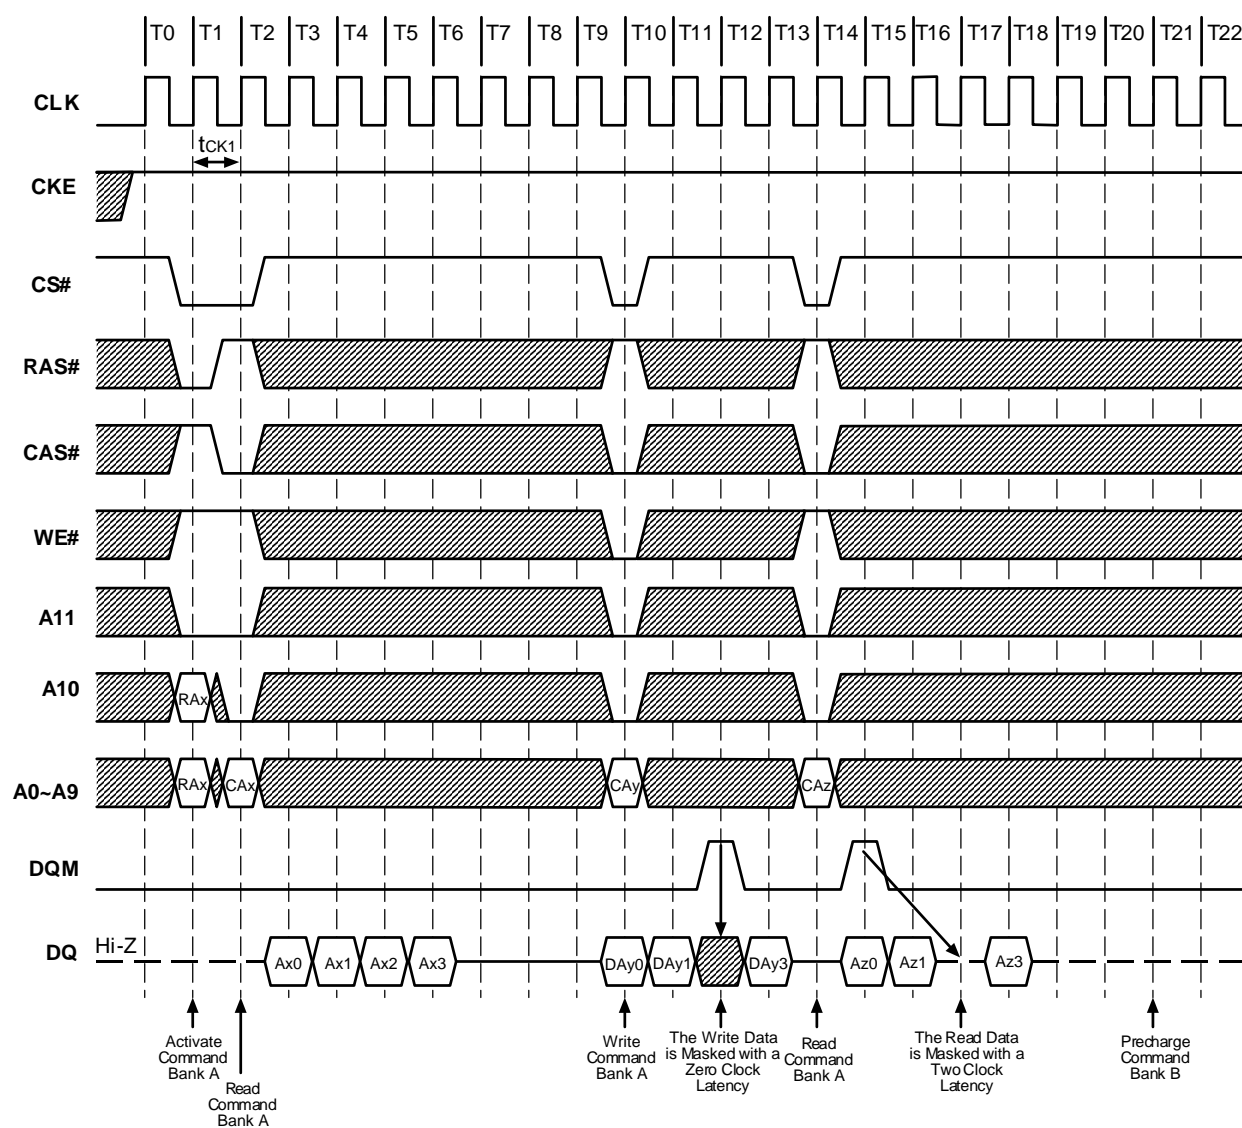 T0 T1 T2 T3 T4 T5 T6 T7 T8 T9 T10 T11 T12 T13 T14 T15 T16 T17 T18 T19 T20 T21 T22
CLK
tCK1
CKE
CS#
RAS#
CAS#
WE#
A11
A10
RAx
A0~A9
RAx CAx CAy CAz
DQM
DQ
Hi-Z
Ax0 Ax1 Ax2 Ax3 DAy0 DAy1 DAy3 Az0 Az1 Az3
Activate
Command
Bank A
Read
Command
Bank A
Write
Command
Bank A
The Write Data
is Masked with a
Zero Clock
Latency
Read
Command
Bank A
The Read Data
is Masked with a
Two Clock
Latency
Precharge
Command
Bank B